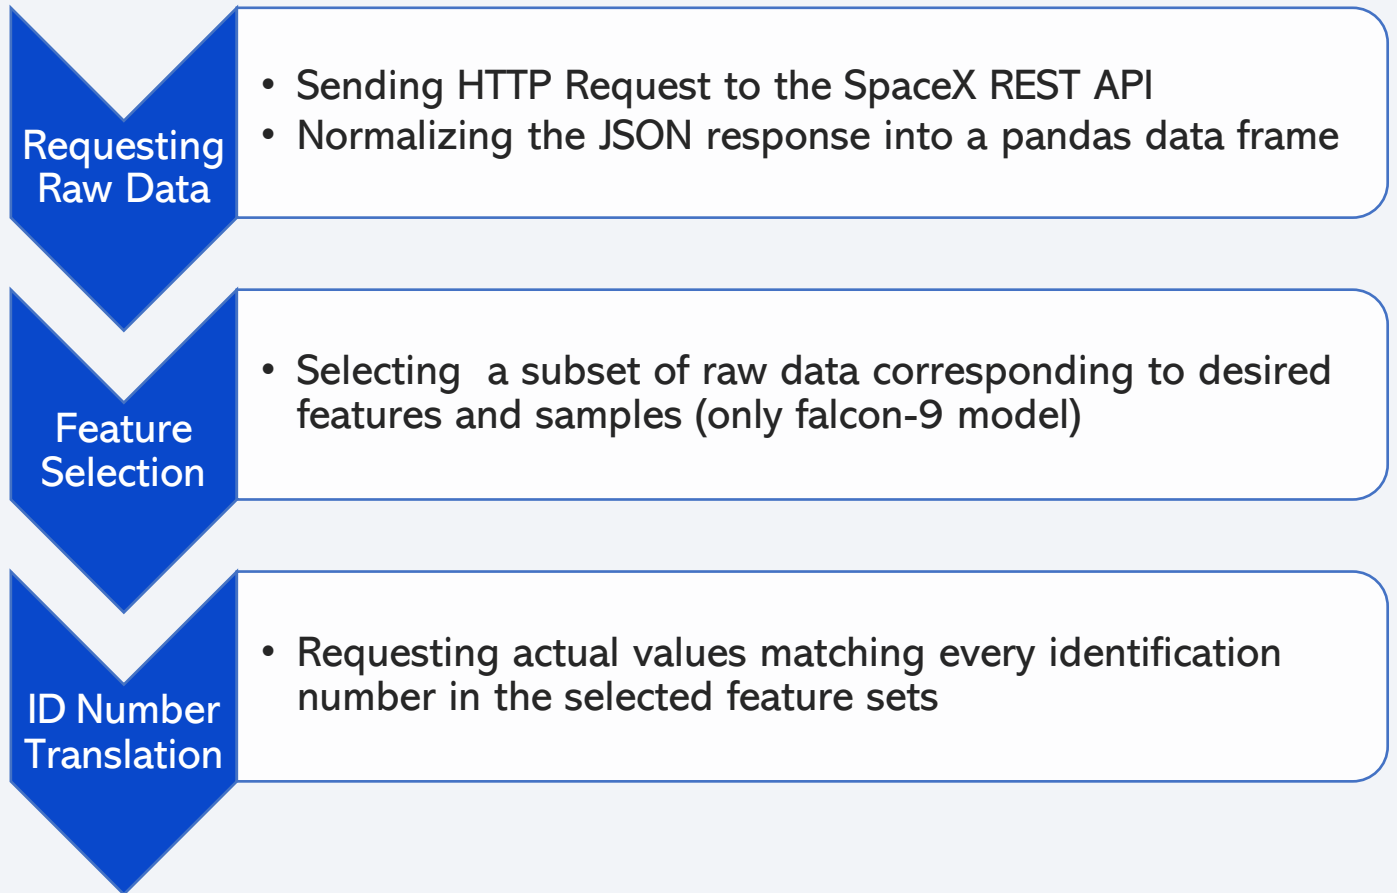 Requesting
Raw Data
• Sending HTTP Request to the SpaceX REST API
• Normalizing the JSON response into a pandas data frame
Feature
Selection
• Selecting  a subset of raw data corresponding to desired
features and samples (only falcon-9 model)
ID Number
Translation
• Requesting actual values matching every identification
number in the selected feature sets